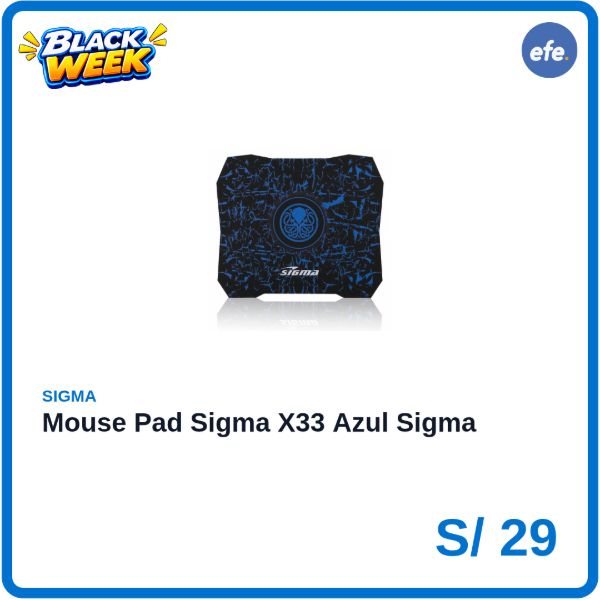 BLACK
WEEK
efe.
SIGMA
SIGMA
Mouse Pad Sigma X33 Azul Sigma
S/ 29